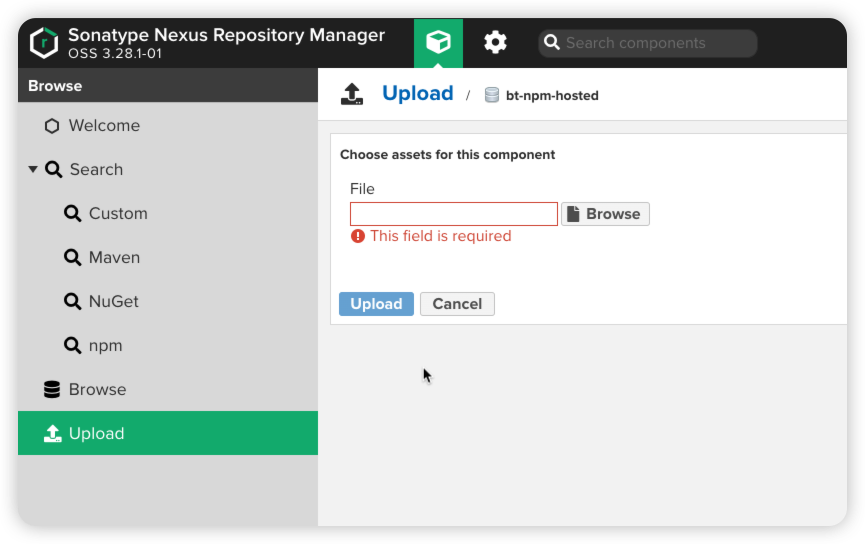 Sonatype Nexus Repository Manager
OSS 3.28.1-01
Search components
Browse
Welcome
Search
Custom
Maven
NuGet
npm
Browse
Upload
Upload / bt-npm-hosted
Choose assets for this component
File
Browse
This field is required
Upload Cancel